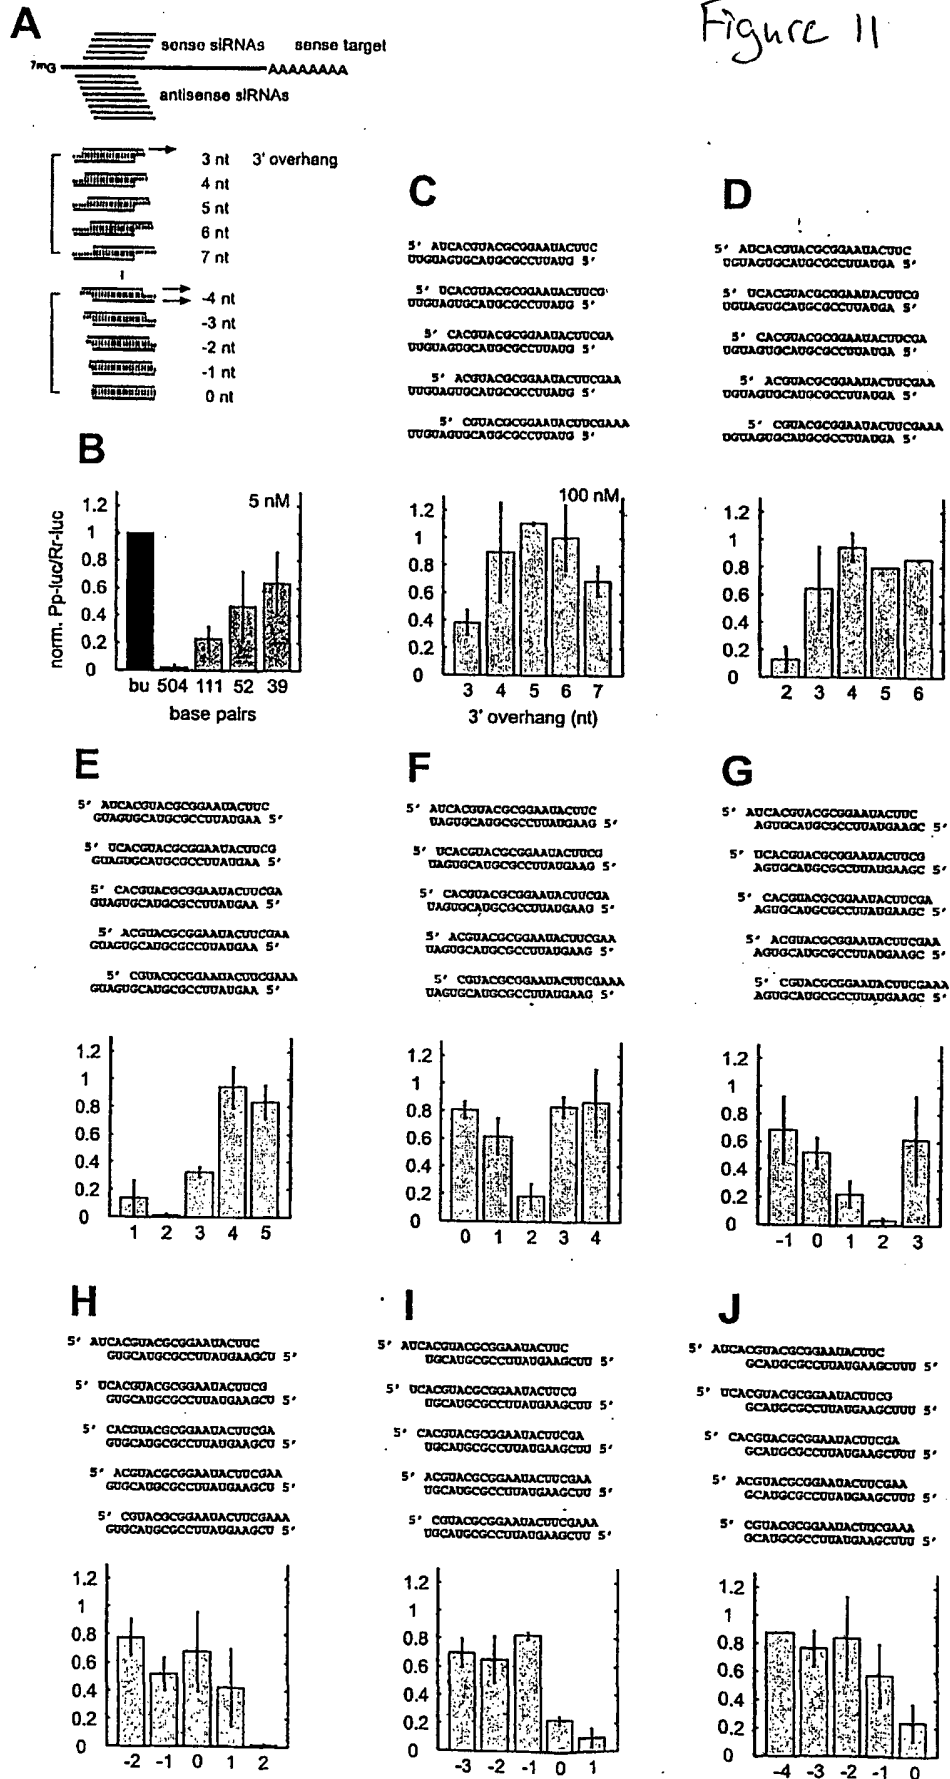 Figure 11
A
sense siRNAs sense target
7mG AAAAAAAA
antisense siRNAs
3 nt 3' overhang
4 nt
5 nt
6 nt
7 nt
-4 nt
-3 nt
-2 nt
-1 nt
0 nt
B
5 nM
norm. Pp-luc/Rr-luc
1.2
1
0.8
0.6
0.4
0.2
0
bu 504 111 52 39
base pairs
C
5' AUCACGUACGCGGAAUACUUC
UUGUAGUGCAUGCGCCUUAUG 5'
5' UCACGUACGCGGAAUACUUCG
UUGUAGUGCAUGCGCCUUAUG 5'
5' CACGUACGCGGAAUACUUCGA
UUGUAGUGCAUGCGCCUUAUG 5'
5' ACGUACGCGGAAUACUUCGAA
UUGUAGUGCAUGCGCCUUAUG 5'
5' CGUACGCGGAAUACUUCGAAA
UUGUAGUGCAUGCGCCUUAUG 5'
100 nM
1.2
1
0.8
0.6
0.4
0.2
0
3 4 5 6 7
3' overhang (nt)
D
5' AUCACGUACGCGGAAUACUUC
UGUAGUGCAUGCGCCUUAUGA 5'
5' UCACGUACGCGGAAUACUUCG
UGUAGUGCAUGCGCCUUAUGA 5'
5' CACGUACGCGGAAUACUUCGA
UGUAGUGCAUGCGCCUUAUGA 5'
5' ACGUACGCGGAAUACUUCGAA
UGUAGUGCAUGCGCCUUAUGA 5'
5' CGUACGCGGAAUACUUCGAAA
UGUAGUGCAUGCGCCUUAUGA 5'
1.2
1
0.8
0.6
0.4
0.2
0
2 3 4 5 6
E
5' AUCACGUACGCGGAAUACUUC
GUAGUGCAUGCGCCUUAUGAA 5'
5' UCACGUACGCGGAAUACUUCG
GUAGUGCAUGCGCCUUAUGAA 5'
5' CACGUACGCGGAAUACUUCGA
GUAGUGCAUGCGCCUUAUGAA 5'
5' ACGUACGCGGAAUACUUCGAA
GUAGUGCAUGCGCCUUAUGAA 5'
5' CGUACGCGGAAUACUUCGAAA
GUAGUGCAUGCGCCUUAUGAA 5'
1.2
1
0.8
0.6
0.4
0.2
0
1 2 3 4 5
F
5' AUCACGUACGCGGAAUACUUC
UAGUGCAUGCGCCUUAUGAAG 5'
5' UCACGUACGCGGAAUACUUCG
UAGUGCAUGCGCCUUAUGAAG 5'
5' CACGUACGCGGAAUACUUCGA
UAGUGCAUGCGCCUUAUGAAG 5'
5' ACGUACGCGGAAUACUUCGAA
UAGUGCAUGCGCCUUAUGAAG 5'
5' CGUACGCGGAAUACUUCGAAA
UAGUGCAUGCGCCUUAUGAAG 5'
1.2
1
0.8
0.6
0.4
0.2
0
0 1 2 3 4
G
5' AUCACGUACGCGGAAUACUUC
AGUGCAUGCGCCUUAUGAAGC 5'
5' UCACGUACGCGGAAUACUUCG
AGUGCAUGCGCCUUAUGAAGC 5'
5' CACGUACGCGGAAUACUUCGA
AGUGCAUGCGCCUUAUGAAGC 5'
5' ACGUACGCGGAAUACUUCGAA
AGUGCAUGCGCCUUAUGAAGC 5'
5' CGUACGCGGAAUACUUCGAAA
AGUGCAUGCGCCUUAUGAAGC 5'
1.2
1
0.8
0.6
0.4
0.2
0
-1 0 1 2 3
H
5' AUCACGUACGCGGAAUACUUC
GUGCAUGCGCCUUAUGAAGCU 5'
5' UCACGUACGCGGAAUACUUCG
GUGCAUGCGCCUUAUGAAGCU 5'
5' CACGUACGCGGAAUACUUCGA
GUGCAUGCGCCUUAUGAAGCU 5'
5' ACGUACGCGGAAUACUUCGAA
GUGCAUGCGCCUUAUGAAGCU 5'
5' CGUACGCGGAAUACUUCGAAA
GUGCAUGCGCCUUAUGAAGCU 5'
1.2
1
0.8
0.6
0.4
0.2
0
-2 -1 0 1 2
I
5' AUCACGUACGCGGAAUACUUC
UGCAUGCGCCUUAUGAAGCUU 5'
5' UCACGUACGCGGAAUACUUCG
UGCAUGCGCCUUAUGAAGCUU 5'
5' CACGUACGCGGAAUACUUCGA
UGCAUGCGCCUUAUGAAGCUU 5'
5' ACGUACGCGGAAUACUUCGAA
UGCAUGCGCCUUAUGAAGCUU 5'
5' CGUACGCGGAAUACUUCGAAA
UGCAUGCGCCUUAUGAAGCUU 5'
1.2
1
0.8
0.6
0.4
0.2
0
-3 -2 -1 0 1
J
5' AUCACGUACGCGGAAUACUUC
GCAUGCGCCUUAUGAAGCUUU 5'
5' UCACGUACGCGGAAUACUUCG
GCAUGCGCCUUAUGAAGCUUU 5'
5' CACGUACGCGGAAUACUUCGA
GCAUGCGCCUUAUGAAGCUUU 5'
5' ACGUACGCGGAAUACUUCGAA
GCAUGCGCCUUAUGAAGCUUU 5'
5' CGUACGCGGAAUACUUCGAAA
GCAUGCGCCUUAUGAAGCUUU 5'
1.2
1
0.8
0.6
0.4
0.2
0
-4 -3 -2 -1 0